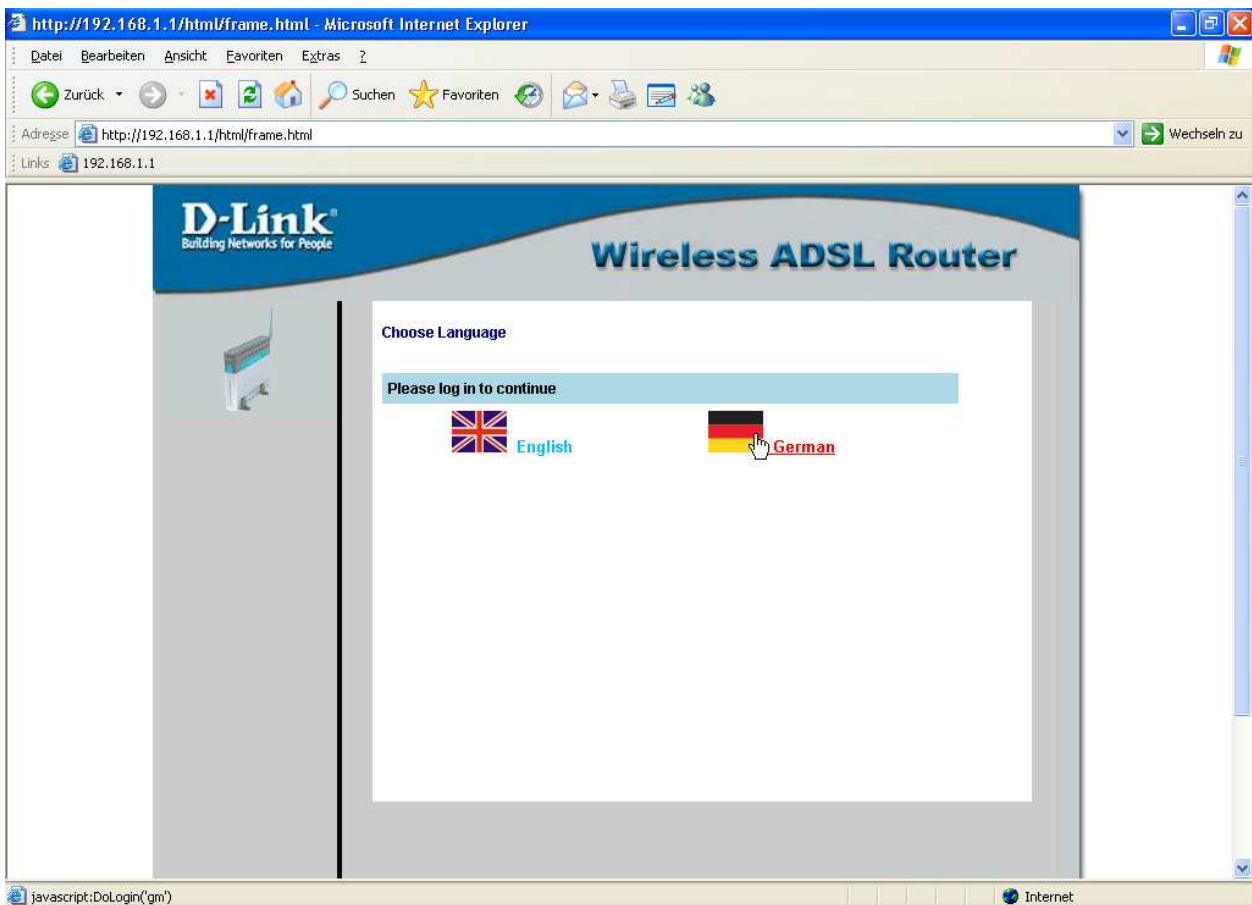 http://192.168.1.1/html/frame.html - Microsoft Internet Explorer
Datei Bearbeiten Ansicht Favoriten Extras ?
Zurück Suchen Favoriten
Adresse http://192.168.1.1/html/frame.html Wechseln zu
Links 192.168.1.1
D-Link®
Building Networks for People
Wireless ADSL Router
Choose Language
Please log in to continue
English German
javascript:DoLogin('gm') Internet